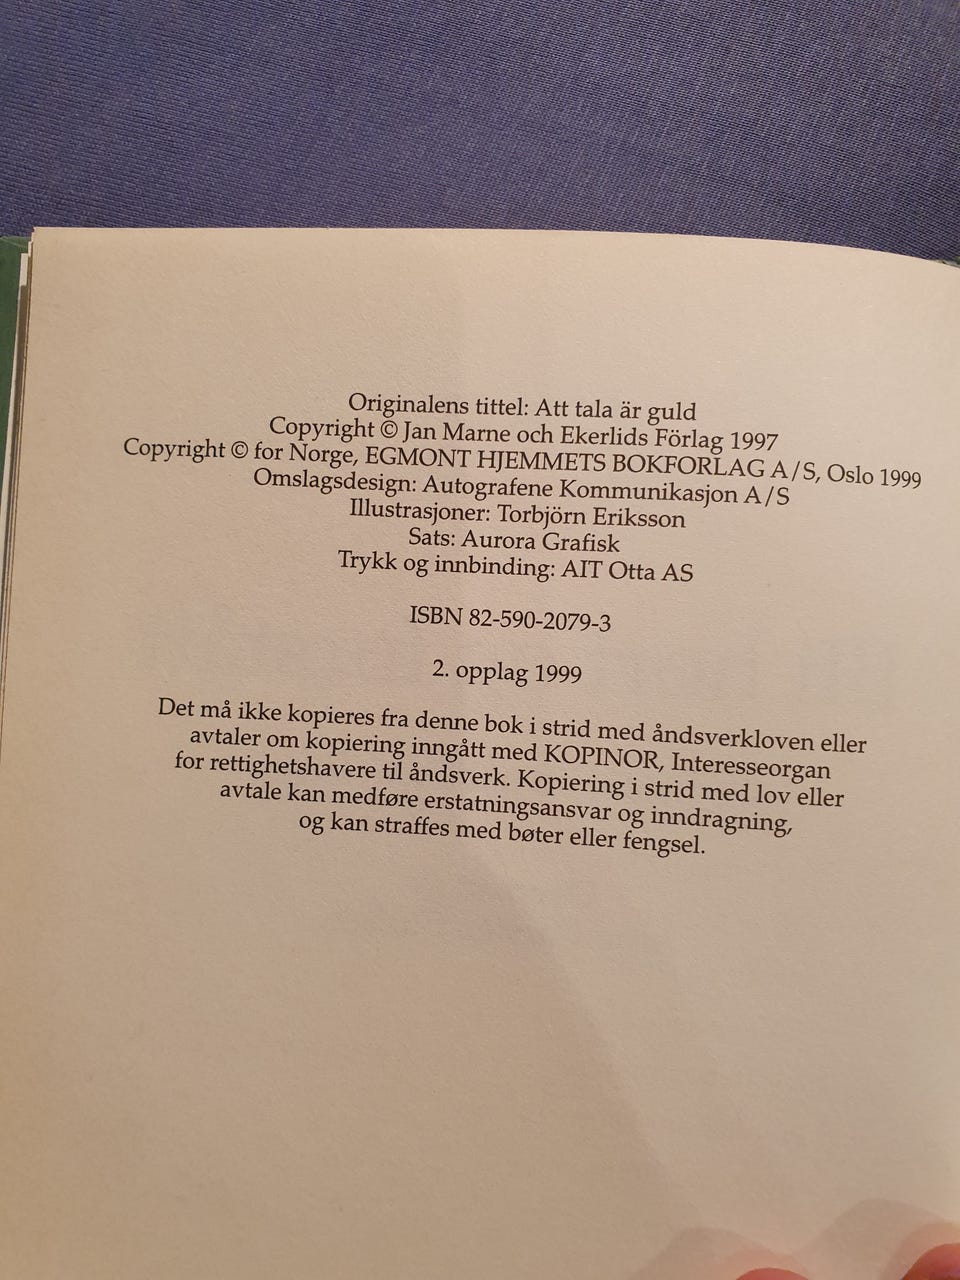 Originalens tittel: Att tala är guld
Copyright © Jan Marne och Ekerlids Förlag 1997
Copyright © for Norge, EGMONT HJEMMETS BOKFORLAG A/S, Oslo 1999
Omslagsdesign: Autografene Kommunikasjon A/S
Illustrasjoner: Torbjörn Eriksson
Sats: Aurora Grafisk
Trykk og innbinding: AIT Otta AS
ISBN 82-590-2079-3
2. opplag 1999
Det må ikke kopieres fra denne bok i strid med åndsverkloven eller
avtaler om kopiering inngått med KOPINOR, Interesseorgan
for rettighetshavere til åndsverk. Kopiering i strid med lov eller
avtale kan medføre erstatningsansvar og inndragning,
og kan straffes med bøter eller fengsel.